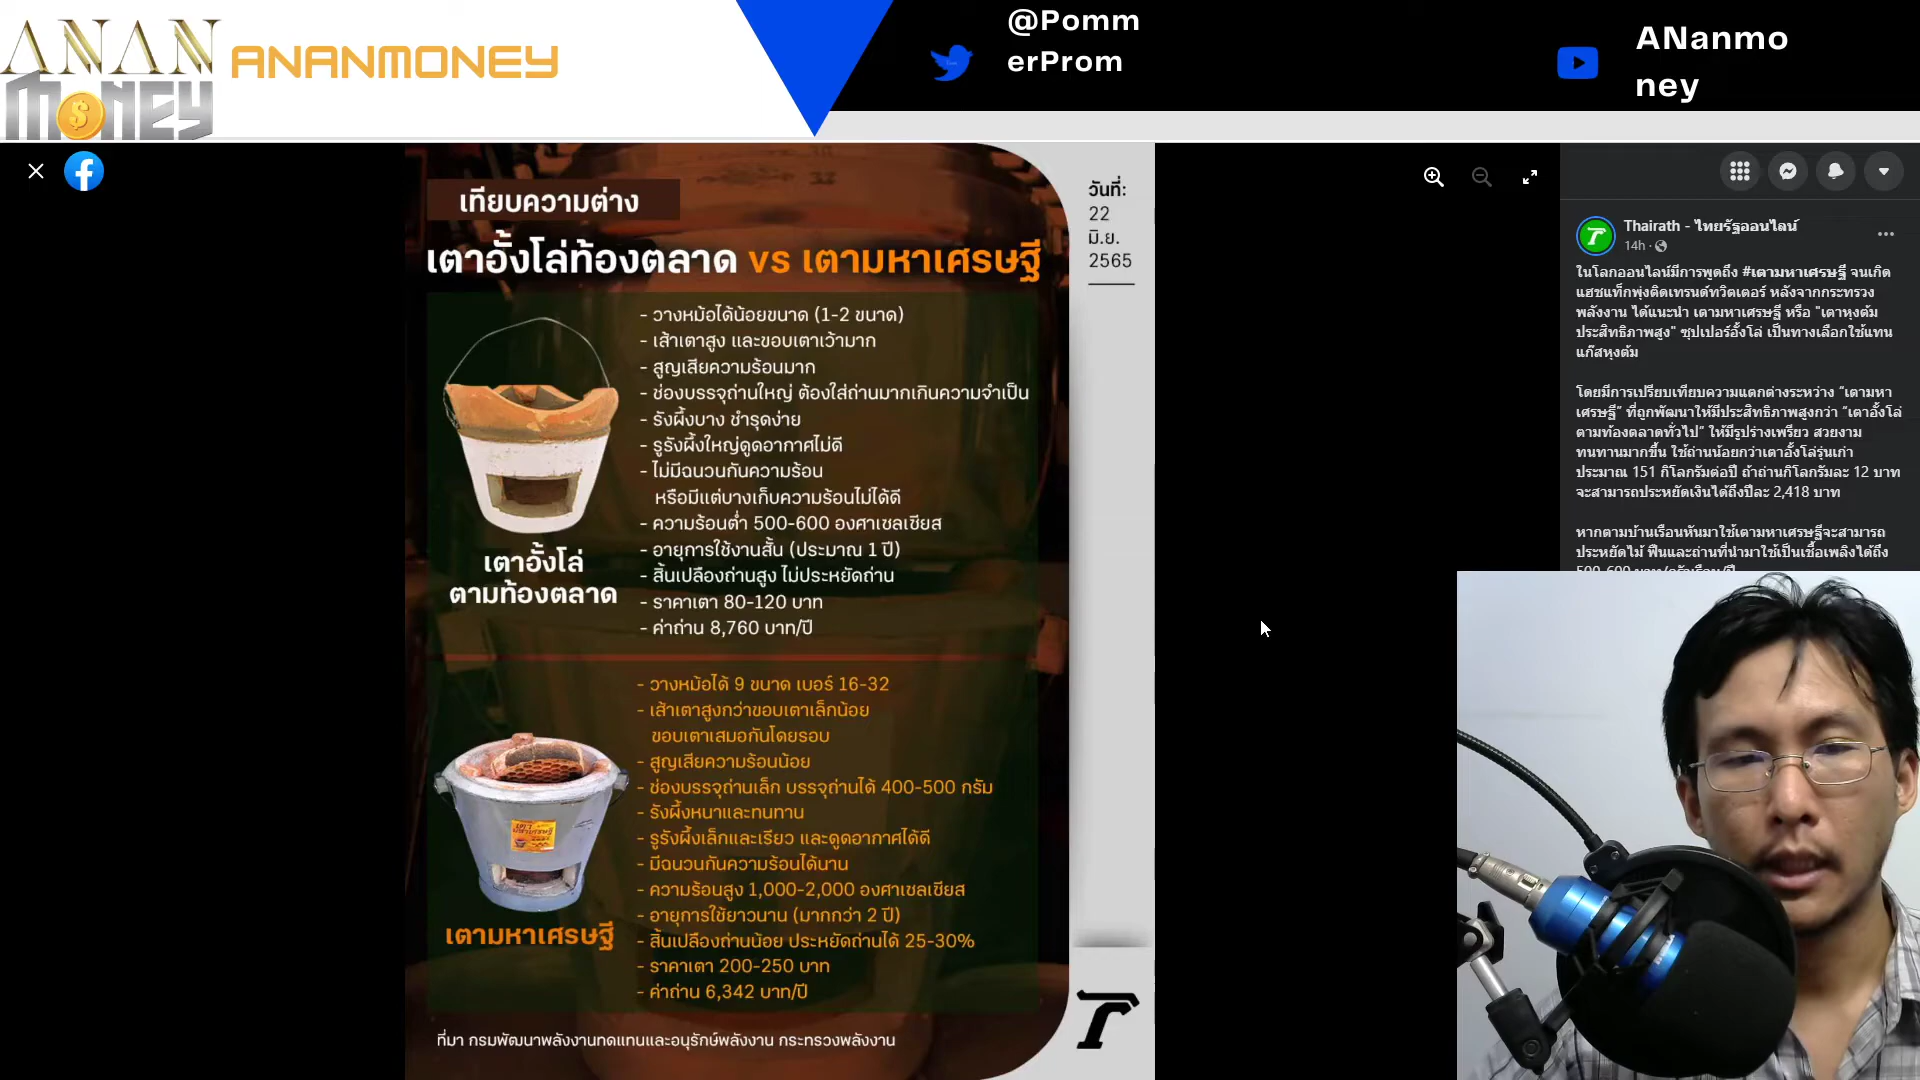 ANAN
MONEY
ANANMONEY
@Pomm
erProm
ANanmo
ney
เทียบความต่าง
เตาอั้งโล่ท้องตลาด vs เตามหาเศรษฐี
วันที่:
22
มิ.ย.
2565
- วางหม้อได้น้อยขนาด (1-2 ขนาด)
- เส้าเตาสูง และขอบเตาเว้ามาก
- สูญเสียความร้อนมาก
- ช่องบรรจุถ่านใหญ่ ต้องใส่ถ่านมากเกินความจำเป็น
- รังผึ้งบาง ชำรุดง่าย
- รูรังผึ้งใหญ่ดูดอากาศไม่ดี
- ไม่มีฉนวนกันความร้อน
หรือมีแต่บางเก็บความร้อนไม่ได้ดี
- ความร้อนต่ำ 500-600 องศาเซลเซียส
- อายุการใช้งานสั้น (ประมาณ 1 ปี)
- สิ้นเปลืองถ่านสูง ไม่ประหยัดถ่าน
- ราคาเตา 80-120 บาท
- ค่าถ่าน 8,760 บาท/ปี
เตาอั้งโล่
ตามท้องตลาด
- วางหม้อได้ 9 ขนาด เบอร์ 16-32
- เส้าเตาสูงกว่าขอบเตาเล็กน้อย
ขอบเตาเสมอกันโดยรอบ
- สูญเสียความร้อนน้อย
- ช่องบรรจุถ่านเล็ก บรรจุถ่านได้ 400-500 กรัม
- รังผึ้งหนาและทนทาน
- รูรังผึ้งเล็กและเรียว และดูดอากาศได้ดี
- มีฉนวนกันความร้อนได้นาน
- ความร้อนสูง 1,000-2,000 องศาเซลเซียส
- อายุการใช้ยาวนาน (มากกว่า 2 ปี)
- สิ้นเปลืองถ่านน้อย ประหยัดถ่านได้ 25-30%
- ราคาเตา 200-250 บาท
- ค่าถ่าน 6,342 บาท/ปี
เตามหาเศรษฐี
ที่มา กรมพัฒนาพลังงานทดแทนและอนุรักษ์พลังงาน กระทรวงพลังงาน
Thairath - ไทยรัฐออนไลน์
14h ·
ในโลกออนไลน์มีการพูดถึง #เตามหาเศรษฐี จนเกิด
แฮชแท็กพุ่งติดเทรนด์ทวิตเตอร์ หลังจากกระทรวง
พลังงาน ได้แนะนำ เตามหาเศรษฐี หรือ "เตาหุงต้ม
ประสิทธิภาพสูง" ซุปเปอร์อั้งโล่ เป็นทางเลือกใช้แทน
แก๊สหุงต้ม
โดยมีการเปรียบเทียบความแตกต่างระหว่าง “เตามหา
เศรษฐี” ที่ถูกพัฒนาให้มีประสิทธิภาพสูงกว่า “เตาอั้งโล่
ตามท้องตลาดทั่วไป” ให้มีรูปร่างเพรียว สวยงาม
ทนทานมากขึ้น ใช้ถ่านน้อยกว่าเตาอั้งโล่รุ่นเก่า
ประมาณ 151 กิโลกรัมต่อปี ถ้าถ่านกิโลกรัมละ 12 บาท
จะสามารถประหยัดเงินได้ถึงปีละ 2,418 บาท
หากตามบ้านเรือนหันมาใช้เตามหาเศรษฐีจะสามารถ
ประหยัดไม้ ฟืนและถ่านที่นำมาใช้เป็นเชื้อเพลิงได้ถึง
500-600 บาท/ครัวเรือน/ปี